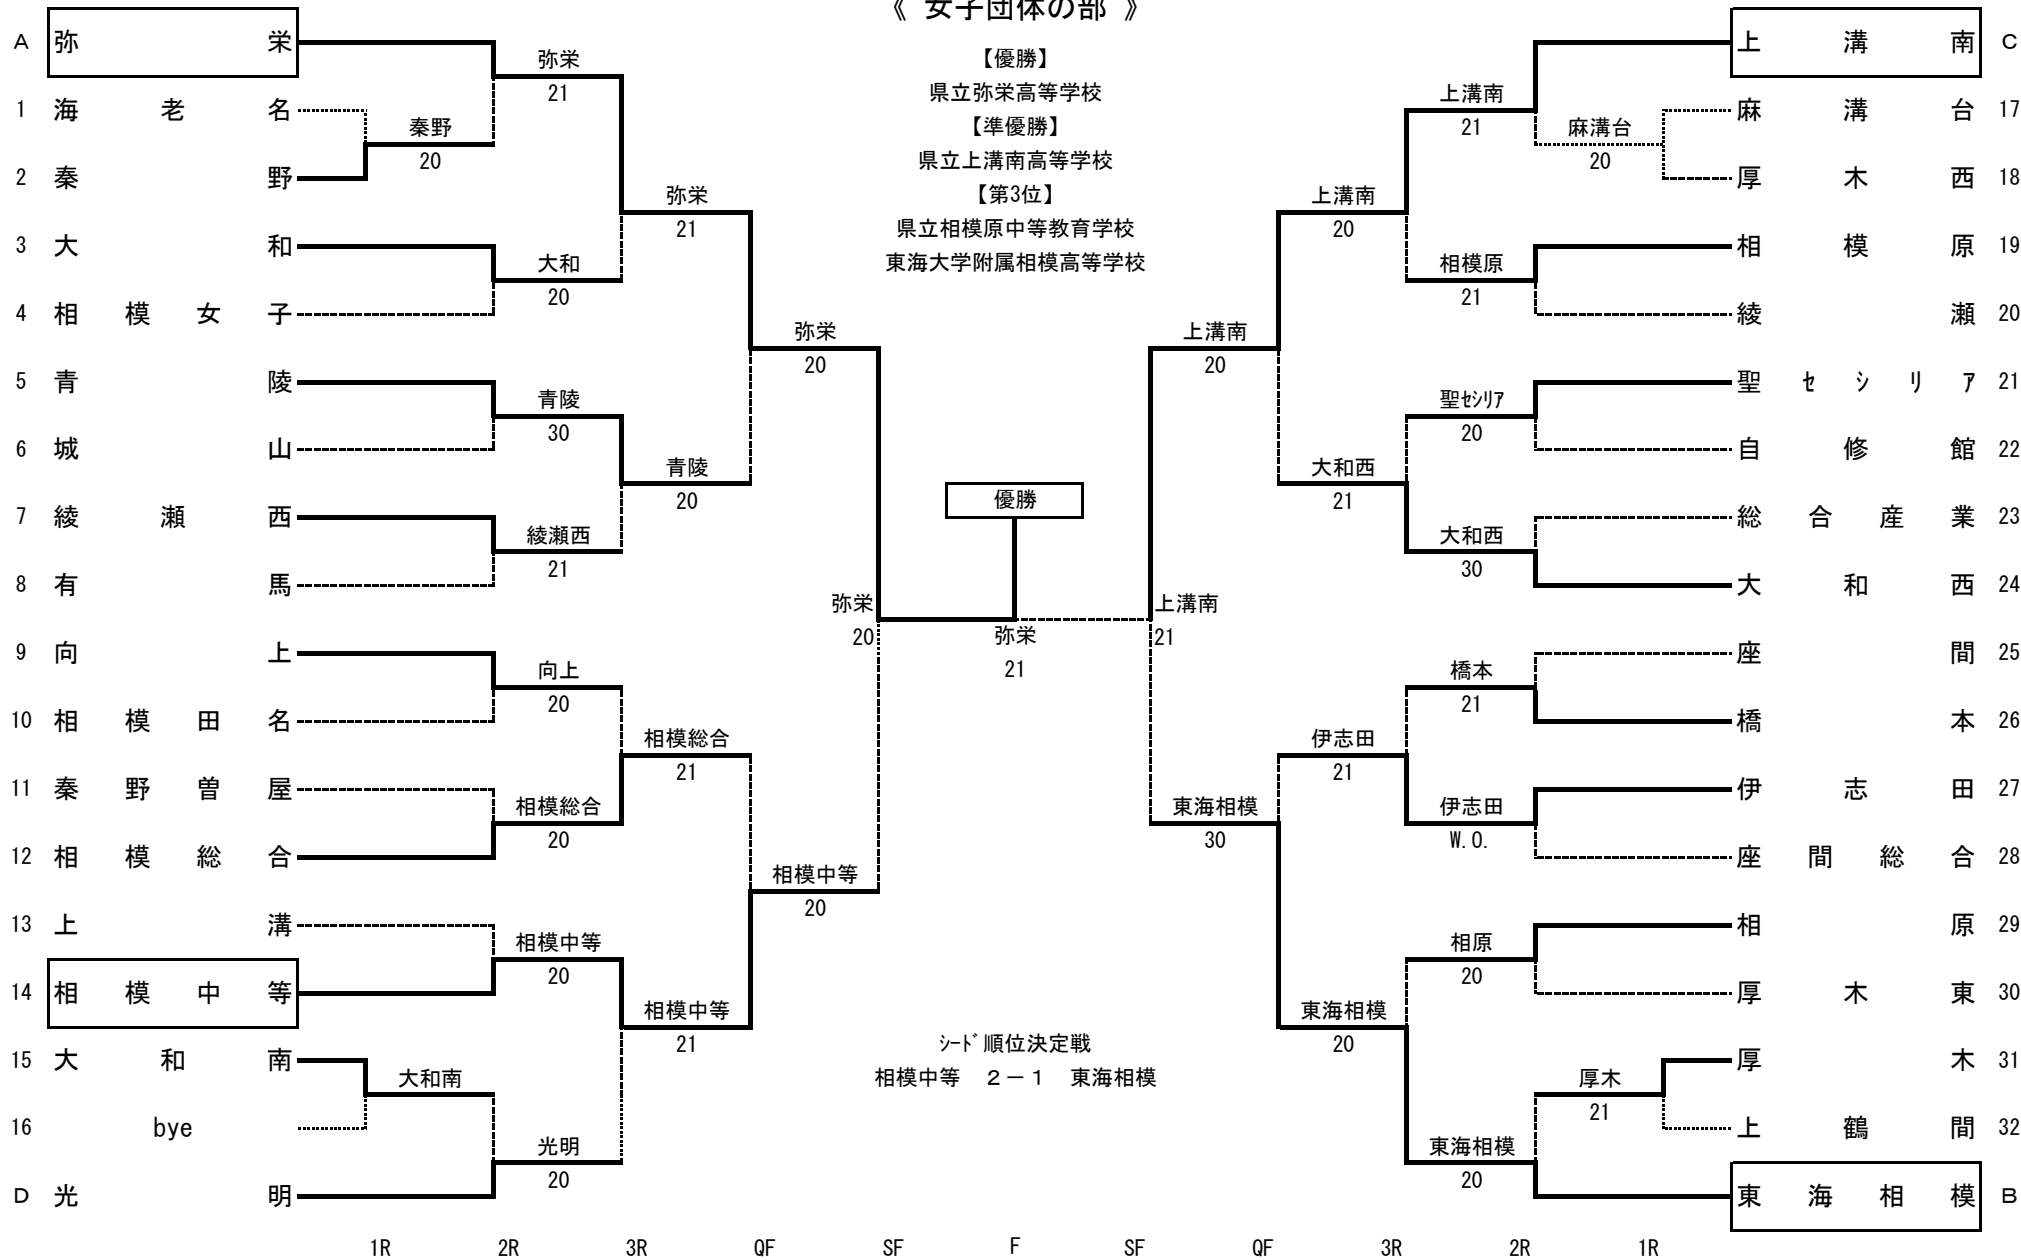 《 女子団体の部 》
【優勝】
県立弥栄高等学校
【準優勝】
県立上溝南高等学校
【第3位】
県立相模原中等教育学校
東海大学附属相模高等学校
A 弥栄
1 海老名
2 秦野
3 大和
4 相模女子
5 青陵
6 城山
7 綾瀬西
8 有馬
9 向上
10 相模田名
11 秦野曽屋
12 相模総合
13 上溝
14 相模中等
15 大和南
16 bye
D 光明
秦野
20
大和南
弥栄
21
大和
20
青陵
30
綾瀬西
21
向上
20
相模総合
20
相模中等
20
光明
20
弥栄
21
青陵
20
相模総合
21
相模中等
21
弥栄
20
相模中等
20
弥栄
20
優勝
弥栄
21
上溝南
21
上溝南
20
東海相模
30
上溝南
20
大和西
21
伊志田
21
東海相模
20
上溝南
21
相模原
21
聖セシリア
20
大和西
30
橋本
21
伊志田
W.O.
相原
20
東海相模
20
麻溝台
20
厚木
21
上溝南 C
麻溝台 17
厚木西 18
相模原 19
綾瀬 20
聖セシリア 21
自修館 22
総合産業 23
大和西 24
座間 25
橋本 26
伊志田 27
座間総合 28
相原 29
厚木東 30
厚木 31
上鶴間 32
東海相模 B
シード順位決定戦
相模中等 2－1 東海相模
1R 2R 3R QF SF F SF QF 3R 2R 1R